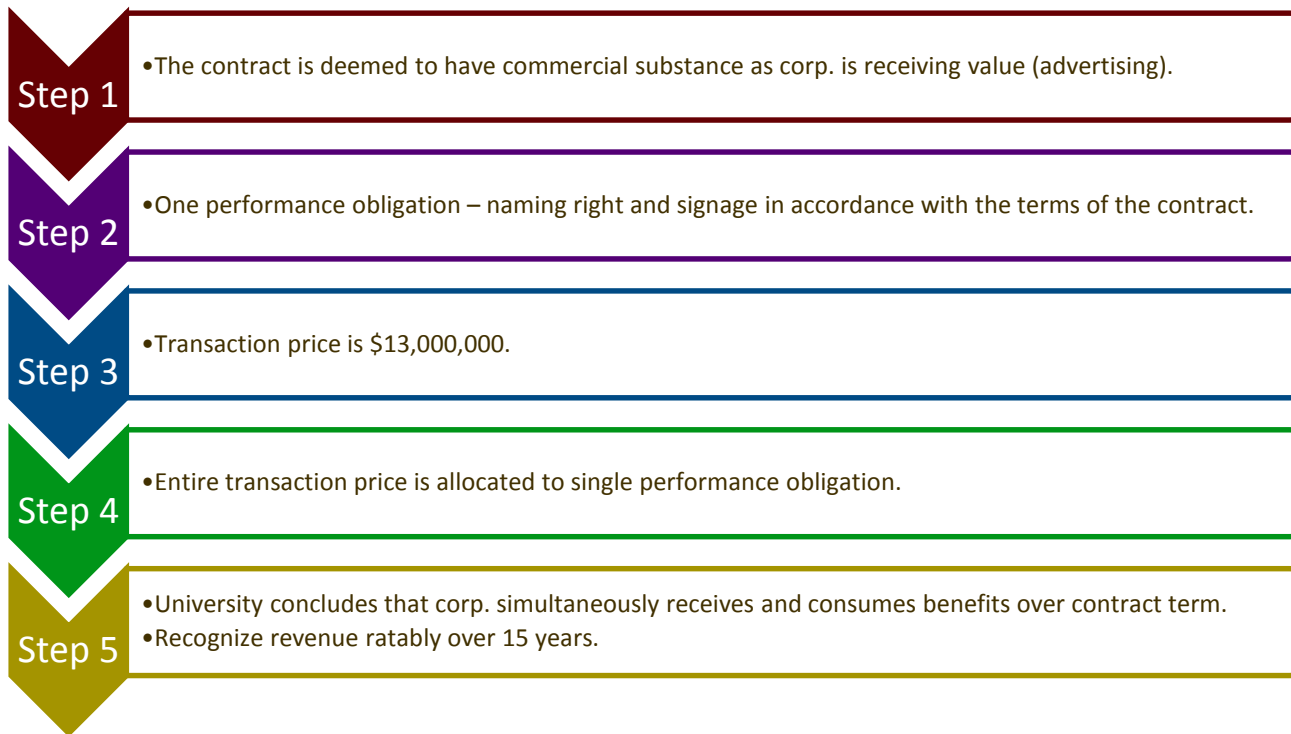 Step 1
•The contract is deemed to have commercial substance as corp. is receiving value (advertising).
Step 2
•One performance obligation – naming right and signage in accordance with the terms of the contract.
Step 3
•Transaction price is $13,000,000.
Step 4
•Entire transaction price is allocated to single performance obligation.
Step 5
•University concludes that corp. simultaneously receives and consumes benefits over contract term.
•Recognize revenue ratably over 15 years.